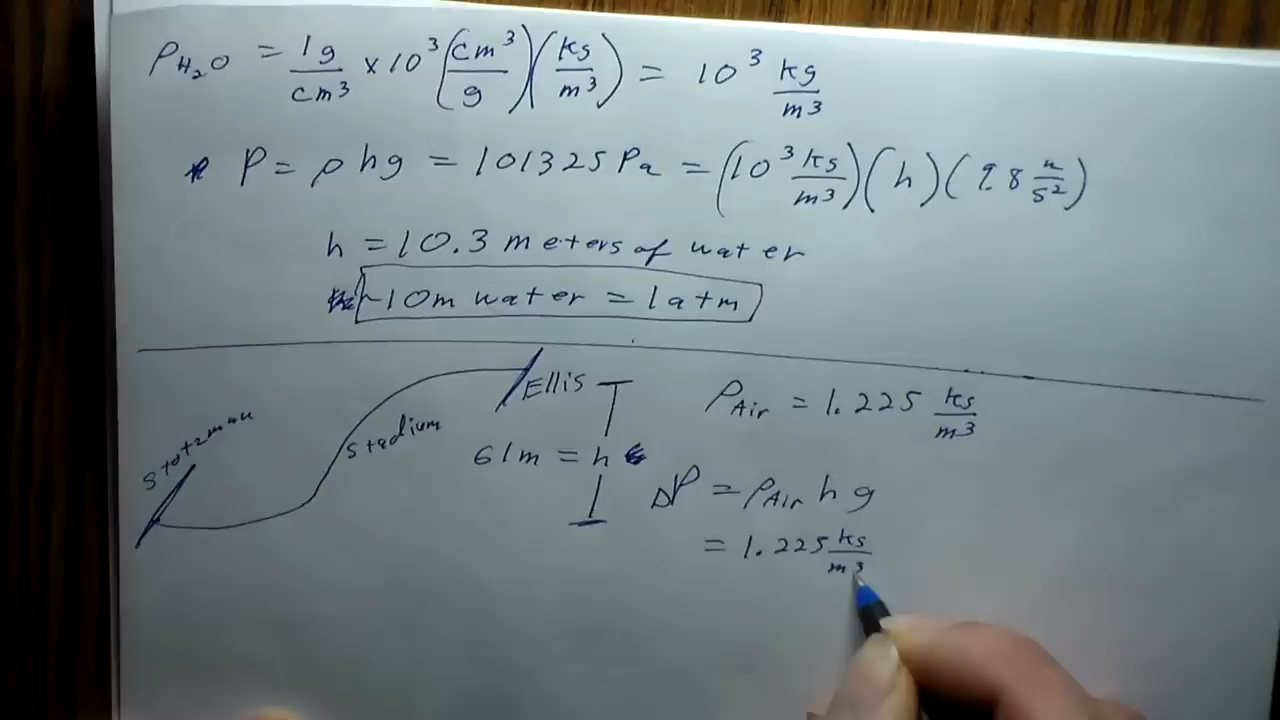 ρH₂O = 1g/cm³ × 10³ (cm³/g)(kg/m³) = 10³ kg/m³
P = ρhg = 101325 Pa = (10³ kg/m³)(h)(9.8 m/s²)
h = 10.3 meters of water
~10m water = 1atm
Ellis
ρAir = 1.225 kg/m³
Stadium
61m = h
ΔP = ρAir h g
= 1.225 kg/m³